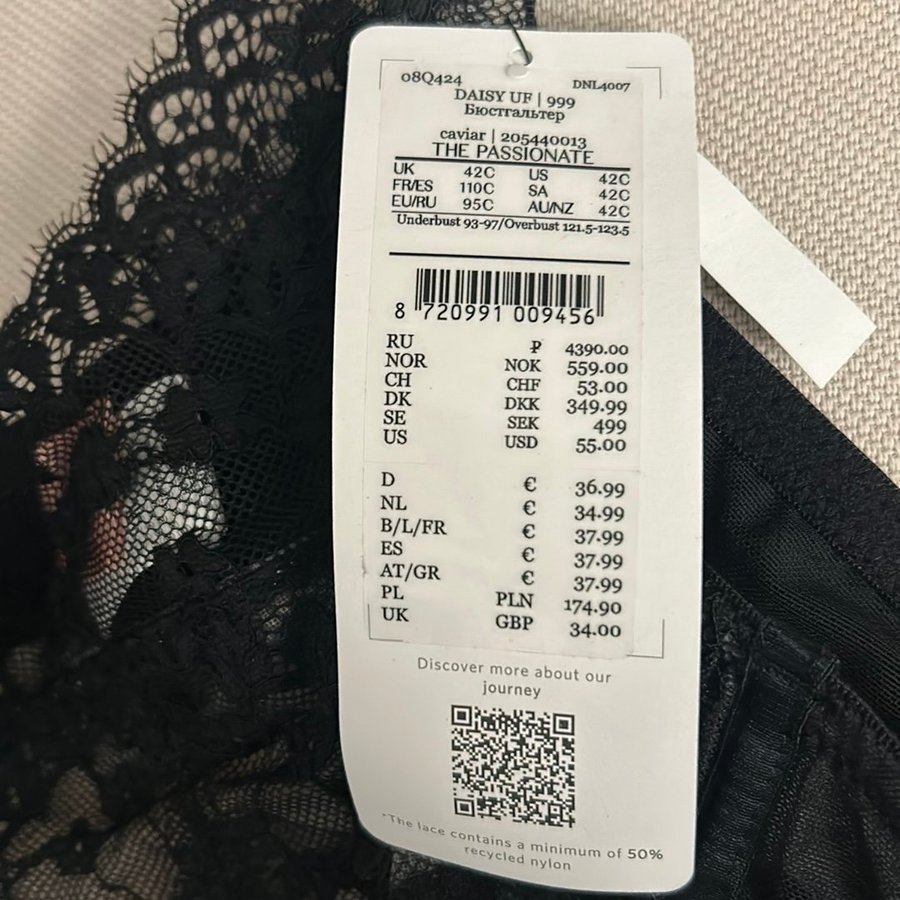 08Q424 DNL4007
DAISY UF | 999
Бюстгальтер
caviar | 205440013
THE PASSIONATE
UK 42C US 42C
FR/ES 110C SA 42C
EU/RU 95C AU/NZ 42C
Underbust 93-97/Overbust 121.5-123.5
8 720991 009456
RU ₽ 4390.00
NOR NOK 559.00
CH CHF 53.00
DK DKK 349.99
SE SEK 499
US USD 55.00
D € 36.99
NL € 34.99
B/L/FR € 37.99
ES € 37.99
AT/GR € 37.99
PL PLN 174.90
UK GBP 34.00
Discover more about our
journey
*The lace contains a minimum of 50%
recycled nylon